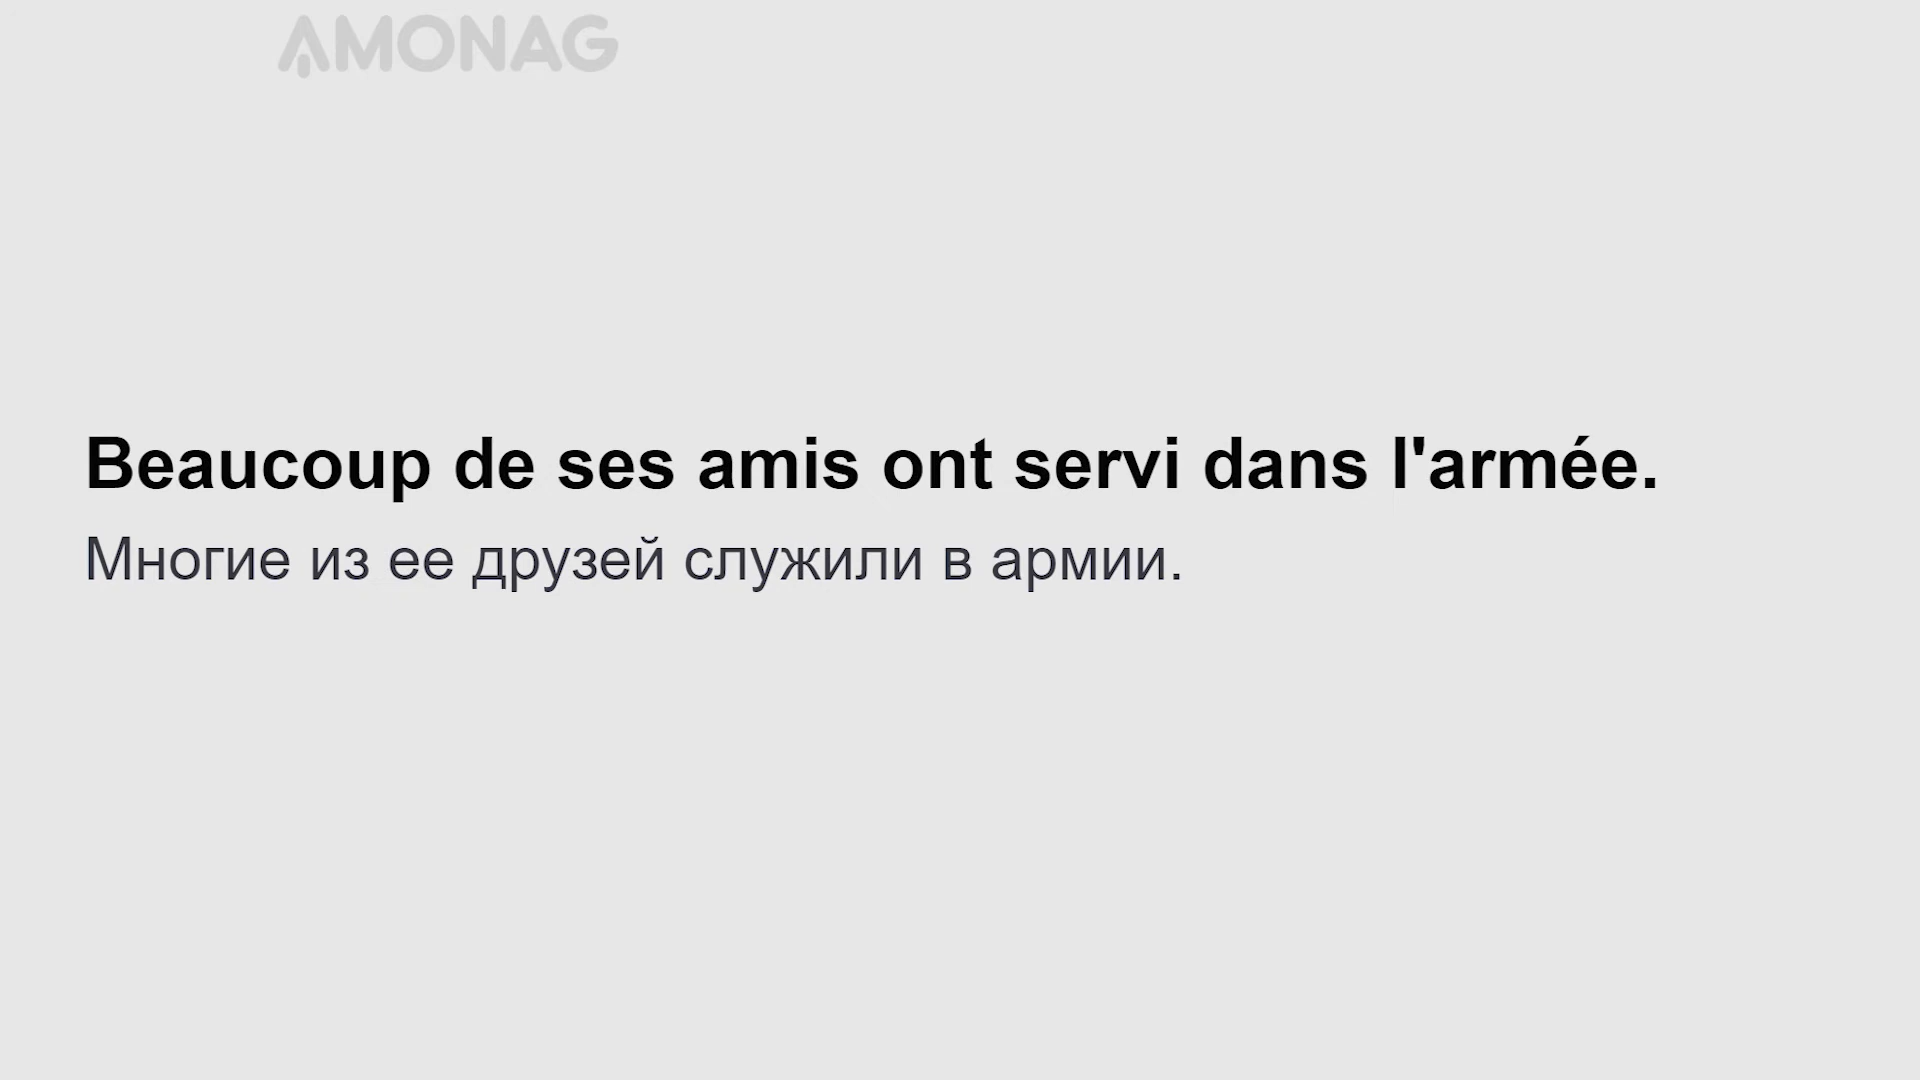 AMONAG
Beaucoup de ses amis ont servi dans l'armée.
Многие из ее друзей служили в армии.